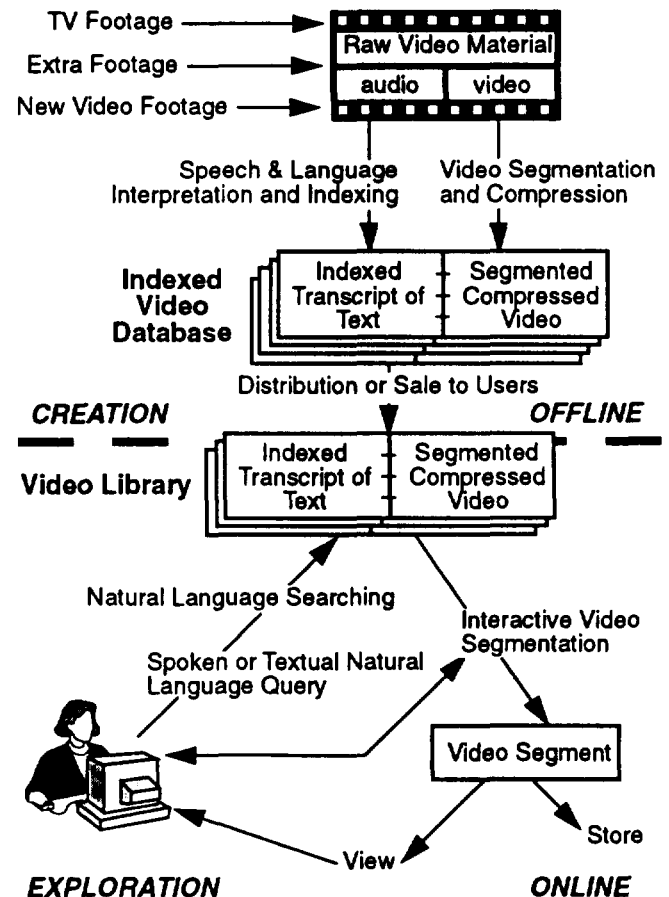 TV Footage
Extra Footage
New Video Footage
Raw Video Material
audio
video
Speech & Language
Interpretation and Indexing
Video Segmentation
and Compression
Indexed
Video
Database
Indexed
Transcript of
Text
Segmented
Compressed
Video
Distribution or Sale to Users
CREATION
OFFLINE
Video Library
Indexed
Transcript of
Text
Segmented
Compressed
Video
Natural Language Searching
Interactive Video
Segmentation
Spoken or Textual Natural
Language Query
Video Segment
Store
View
EXPLORATION
ONLINE